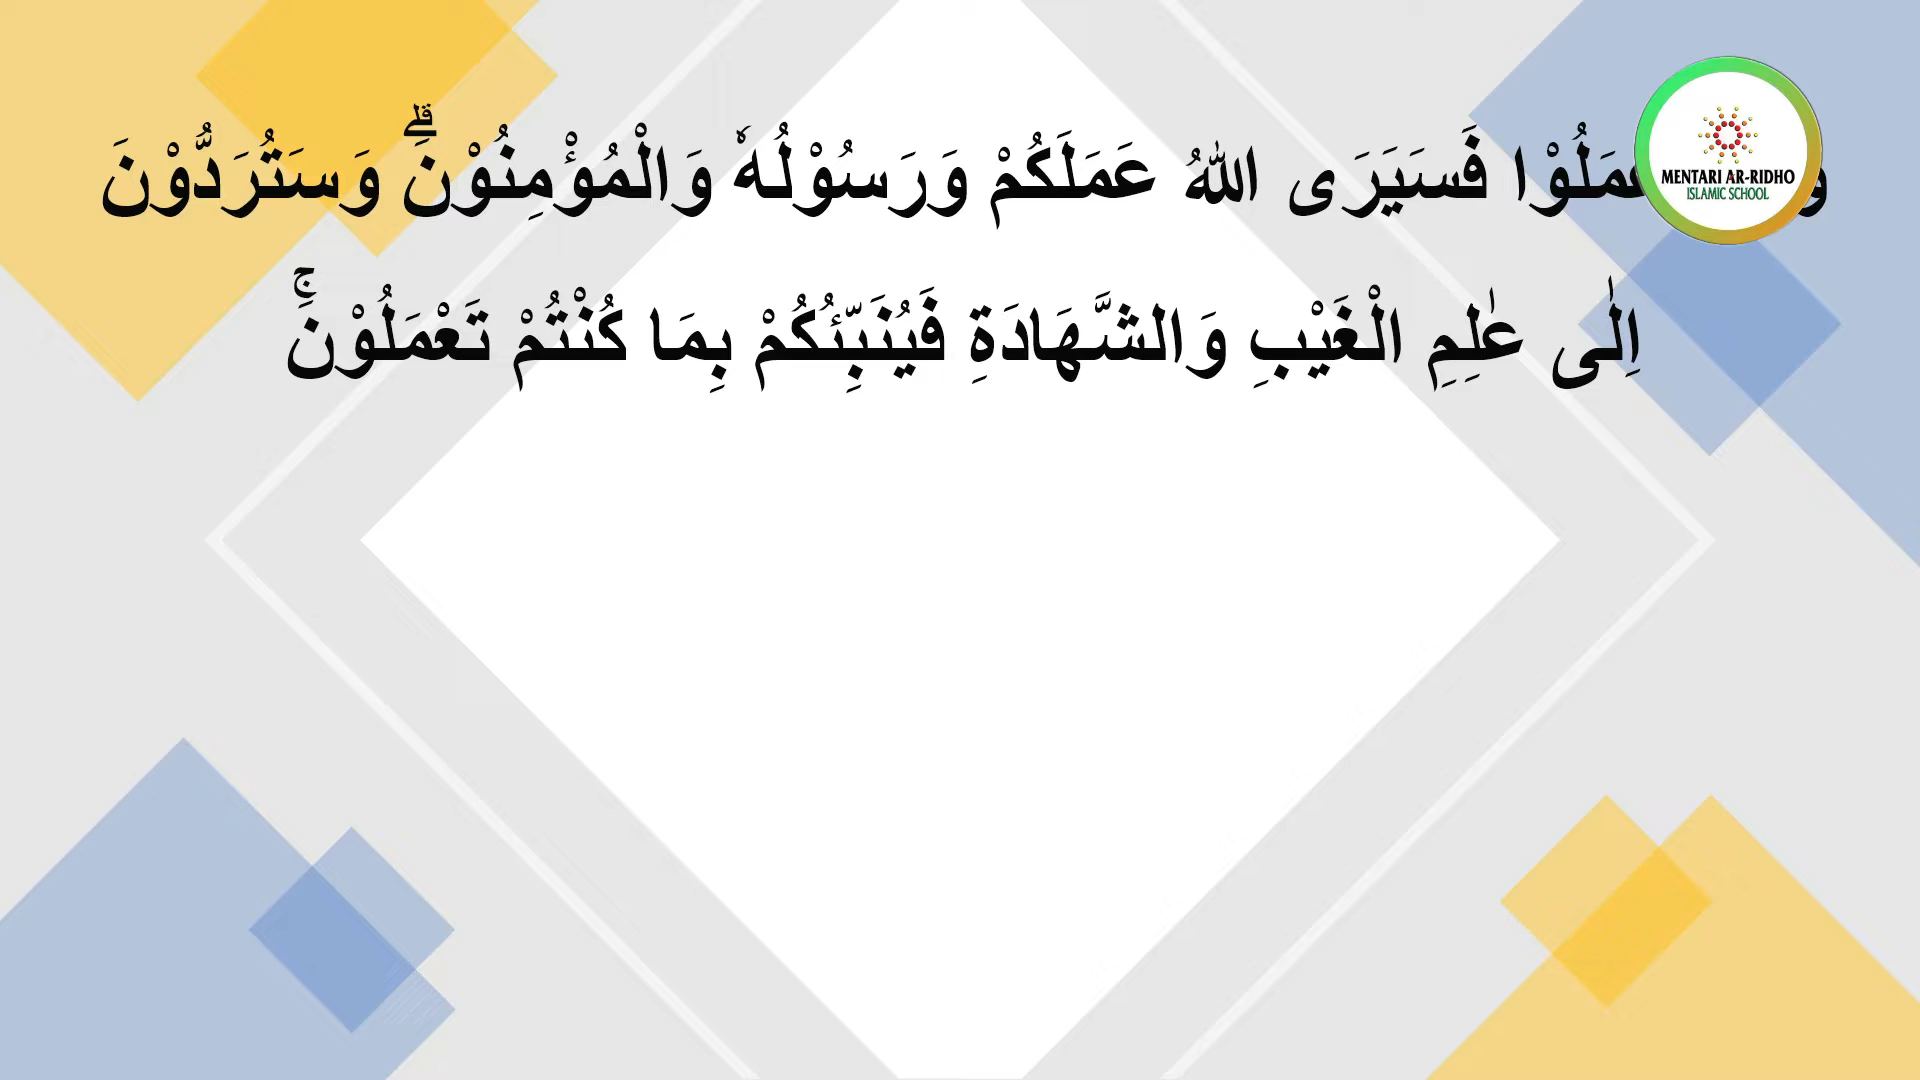 فَسَيَرَى اللّٰهُ عَمَلَكُمْ وَرَسُوْلُهٗ وَالْمُؤْمِنُوْنَۗ وَسَتُرَدُّوْنَ
اِلٰى عٰلِمِ الْغَيْبِ وَالشَّهَادَةِ فَيُنَبِّئُكُمْ بِمَا كُنْتُمْ تَعْمَلُوْنَۚ
MENTARI AR-RIDHO
ISLAMIC SCHOOL